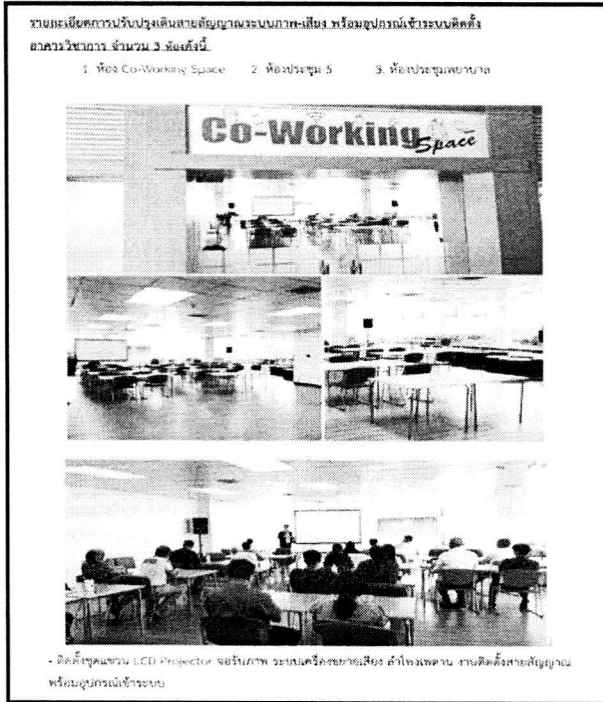 รายละเอียดการปรับปรุงเดินสายสัญญาณระบบภาพ-เสียง พร้อมอุปกรณ์เข้าระบบติดตั้ง
อาคารวิชาการ จำนวน 3 ห้องดังนี้
1. ห้อง Co-Working Space 2. ห้องประชุม 5 3. ห้องประชุมพยาบาล
Co-Working
Space
- ติดตั้งชุดแขวน LCD Projector จอรับภาพ ระบบเครื่องขยายเสียง ลำโพงเพดาน งานติดตั้งสายสัญญาณ
พร้อมอุปกรณ์เข้าระบบ